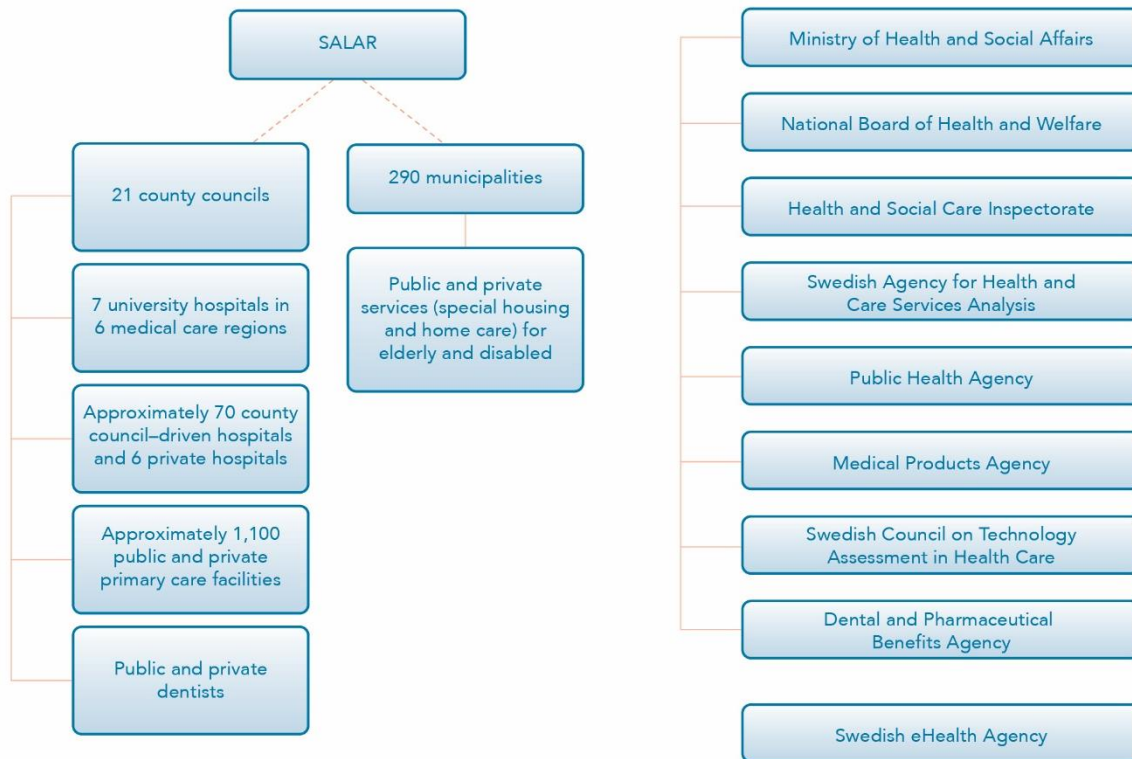 SALAR
21 county councils
7 university hospitals in
6 medical care regions
Approximately 70 county
council–driven hospitals
and 6 private hospitals
Approximately 1,100
public and private
primary care facilities
Public and private
dentists
290 municipalities
Public and private
services (special housing
and home care) for
elderly and disabled
Ministry of Health and Social Affairs
National Board of Health and Welfare
Health and Social Care Inspectorate
Swedish Agency for Health and
Care Services Analysis
Public Health Agency
Medical Products Agency
Swedish Council on Technology
Assessment in Health Care
Dental and Pharmaceutical
Benefits Agency
Swedish eHealth Agency